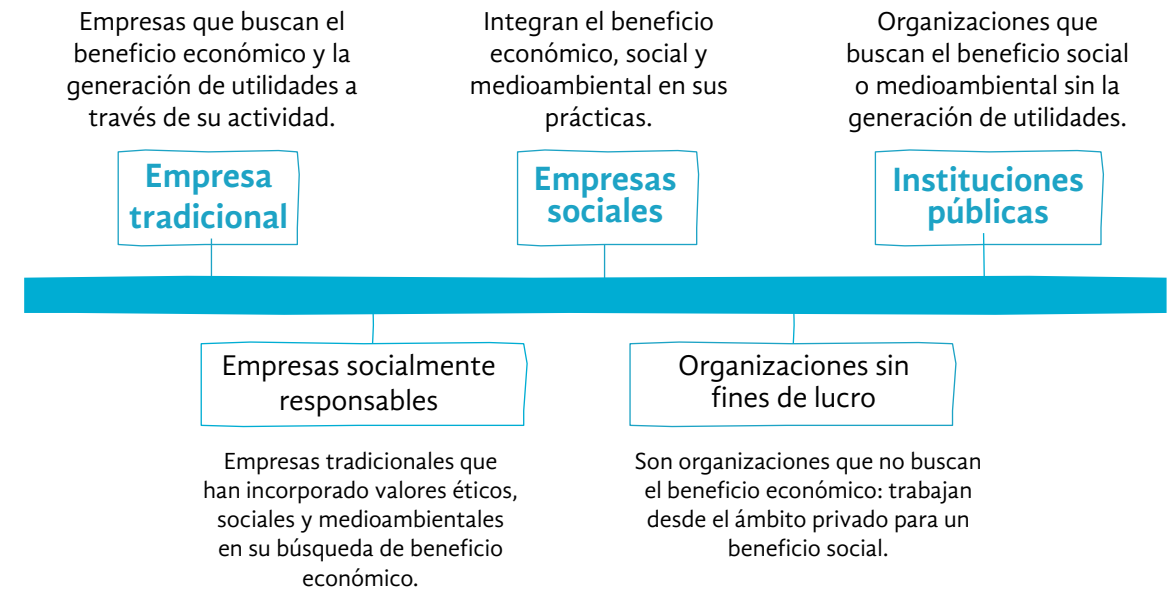 Empresas que buscan el
beneficio económico y la
generación de utilidades a
través de su actividad.
Empresa
tradicional
Integran el beneficio
económico, social y
medioambiental en sus
prácticas.
Empresas
sociales
Organizaciones que
buscan el beneficio social
o medioambiental sin la
generación de utilidades.
Instituciones
públicas
Empresas socialmente
responsables
Empresas tradicionales que
han incorporado valores éticos,
sociales y medioambientales
en su búsqueda de beneficio
económico.
Organizaciones sin
fines de lucro
Son organizaciones que no buscan
el beneficio económico: trabajan
desde el ámbito privado para un
beneficio social.